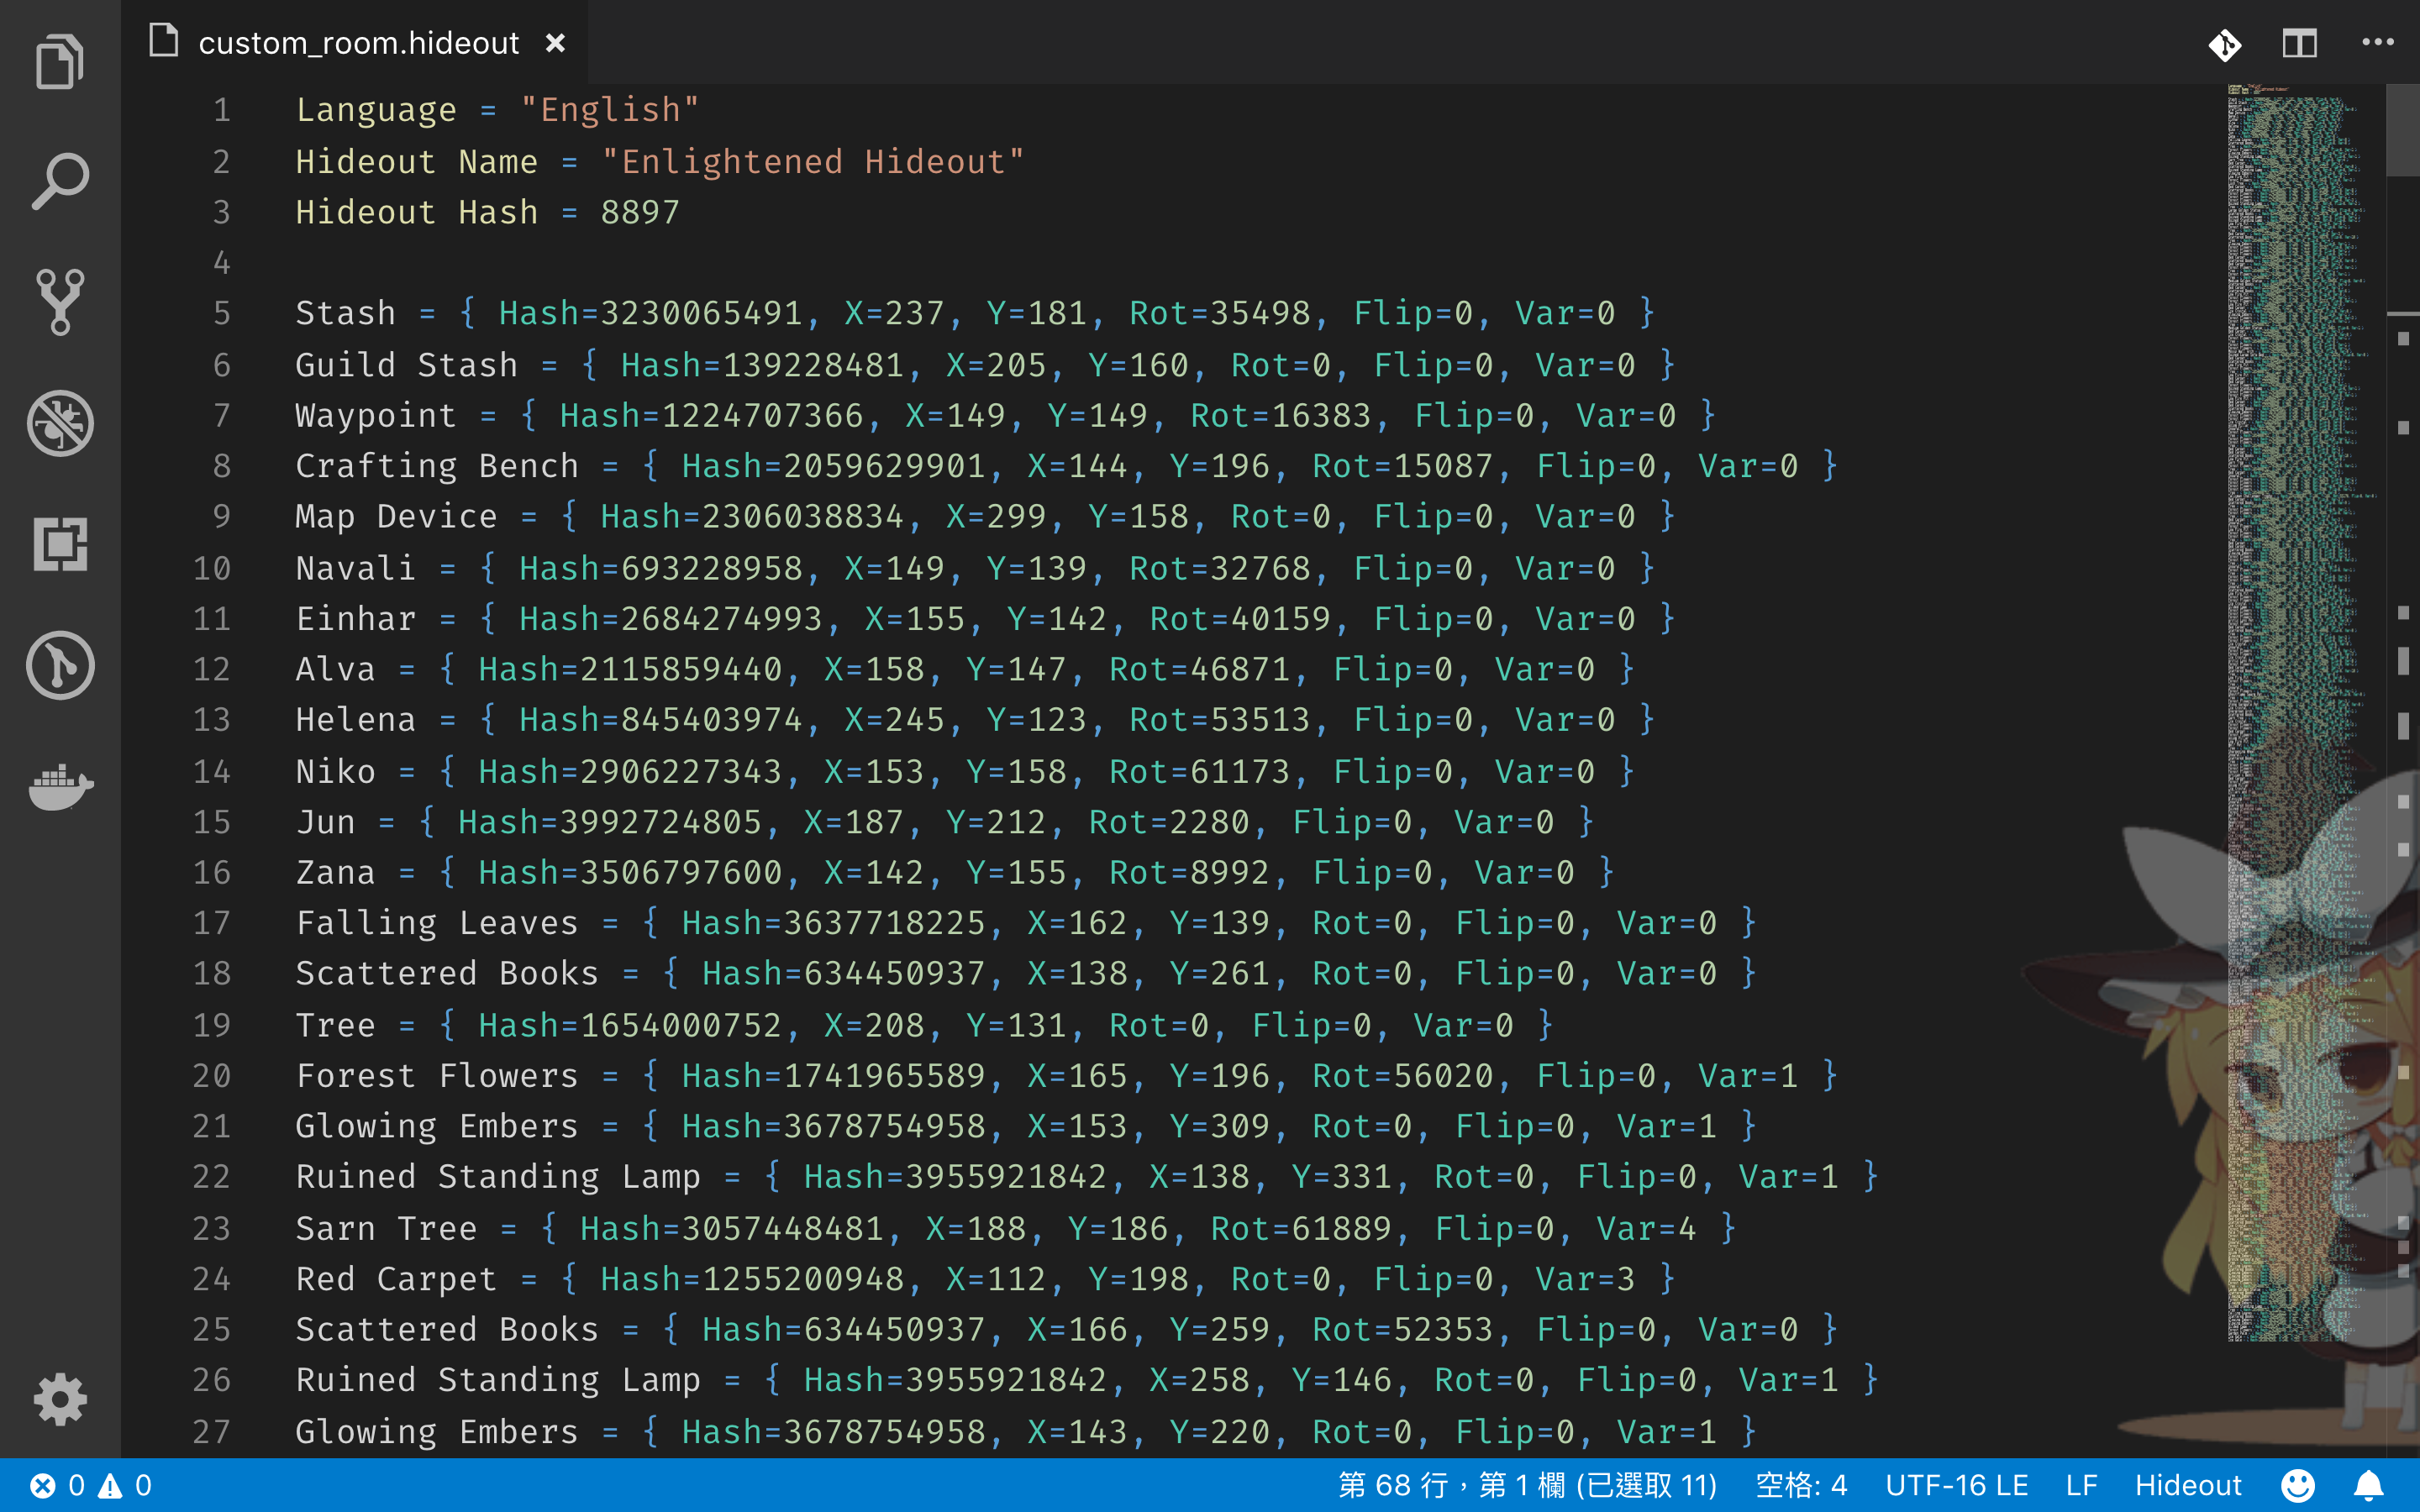 custom_room.hideout
1 Language = "English"
2 Hideout Name = "Enlightened Hideout"
3 Hideout Hash = 8897
4
5 Stash = { Hash=3230065491, X=237, Y=181, Rot=35498, Flip=0, Var=0 }
6 Guild Stash = { Hash=139228481, X=205, Y=160, Rot=0, Flip=0, Var=0 }
7 Waypoint = { Hash=1224707366, X=149, Y=149, Rot=16383, Flip=0, Var=0 }
8 Crafting Bench = { Hash=2059629901, X=144, Y=196, Rot=15087, Flip=0, Var=0 }
9 Map Device = { Hash=2306038834, X=299, Y=158, Rot=0, Flip=0, Var=0 }
10 Navali = { Hash=693228958, X=149, Y=139, Rot=32768, Flip=0, Var=0 }
11 Einhar = { Hash=2684274993, X=155, Y=142, Rot=40159, Flip=0, Var=0 }
12 Alva = { Hash=2115859440, X=158, Y=147, Rot=46871, Flip=0, Var=0 }
13 Helena = { Hash=845403974, X=245, Y=123, Rot=53513, Flip=0, Var=0 }
14 Niko = { Hash=2906227343, X=153, Y=158, Rot=61173, Flip=0, Var=0 }
15 Jun = { Hash=3992724805, X=187, Y=212, Rot=2280, Flip=0, Var=0 }
16 Zana = { Hash=3506797600, X=142, Y=155, Rot=8992, Flip=0, Var=0 }
17 Falling Leaves = { Hash=3637718225, X=162, Y=139, Rot=0, Flip=0, Var=0 }
18 Scattered Books = { Hash=634450937, X=138, Y=261, Rot=0, Flip=0, Var=0 }
19 Tree = { Hash=1654000752, X=208, Y=131, Rot=0, Flip=0, Var=0 }
20 Forest Flowers = { Hash=1741965589, X=165, Y=196, Rot=56020, Flip=0, Var=1 }
21 Glowing Embers = { Hash=3678754958, X=153, Y=309, Rot=0, Flip=0, Var=1 }
22 Ruined Standing Lamp = { Hash=3955921842, X=138, Y=331, Rot=0, Flip=0, Var=1 }
23 Sarn Tree = { Hash=3057448481, X=188, Y=186, Rot=61889, Flip=0, Var=4 }
24 Red Carpet = { Hash=1255200948, X=112, Y=198, Rot=0, Flip=0, Var=3 }
25 Scattered Books = { Hash=634450937, X=166, Y=259, Rot=52353, Flip=0, Var=0 }
26 Ruined Standing Lamp = { Hash=3955921842, X=258, Y=146, Rot=0, Flip=0, Var=1 }
27 Glowing Embers = { Hash=3678754958, X=143, Y=220, Rot=0, Flip=0, Var=1 }
0 0 第 68 行，第 1 欄 (已選取 11) 空格: 4 UTF-16 LE LF Hideout